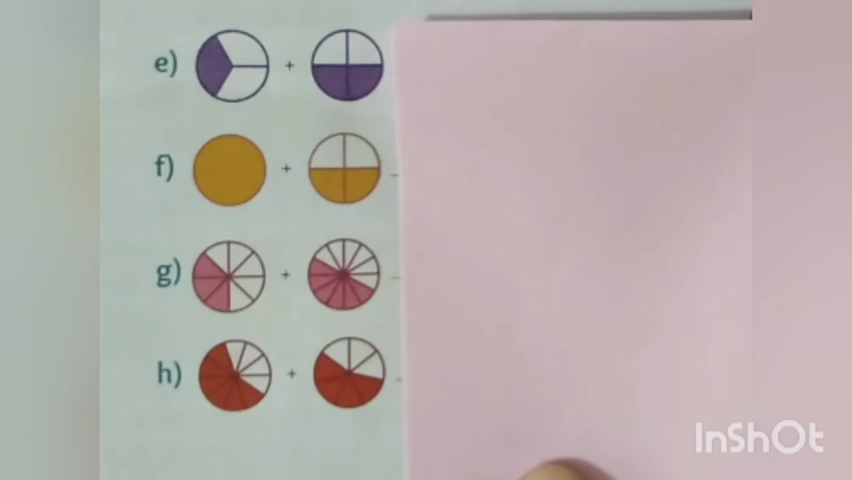 e) +
f) +
g) +
h) +
InShOt